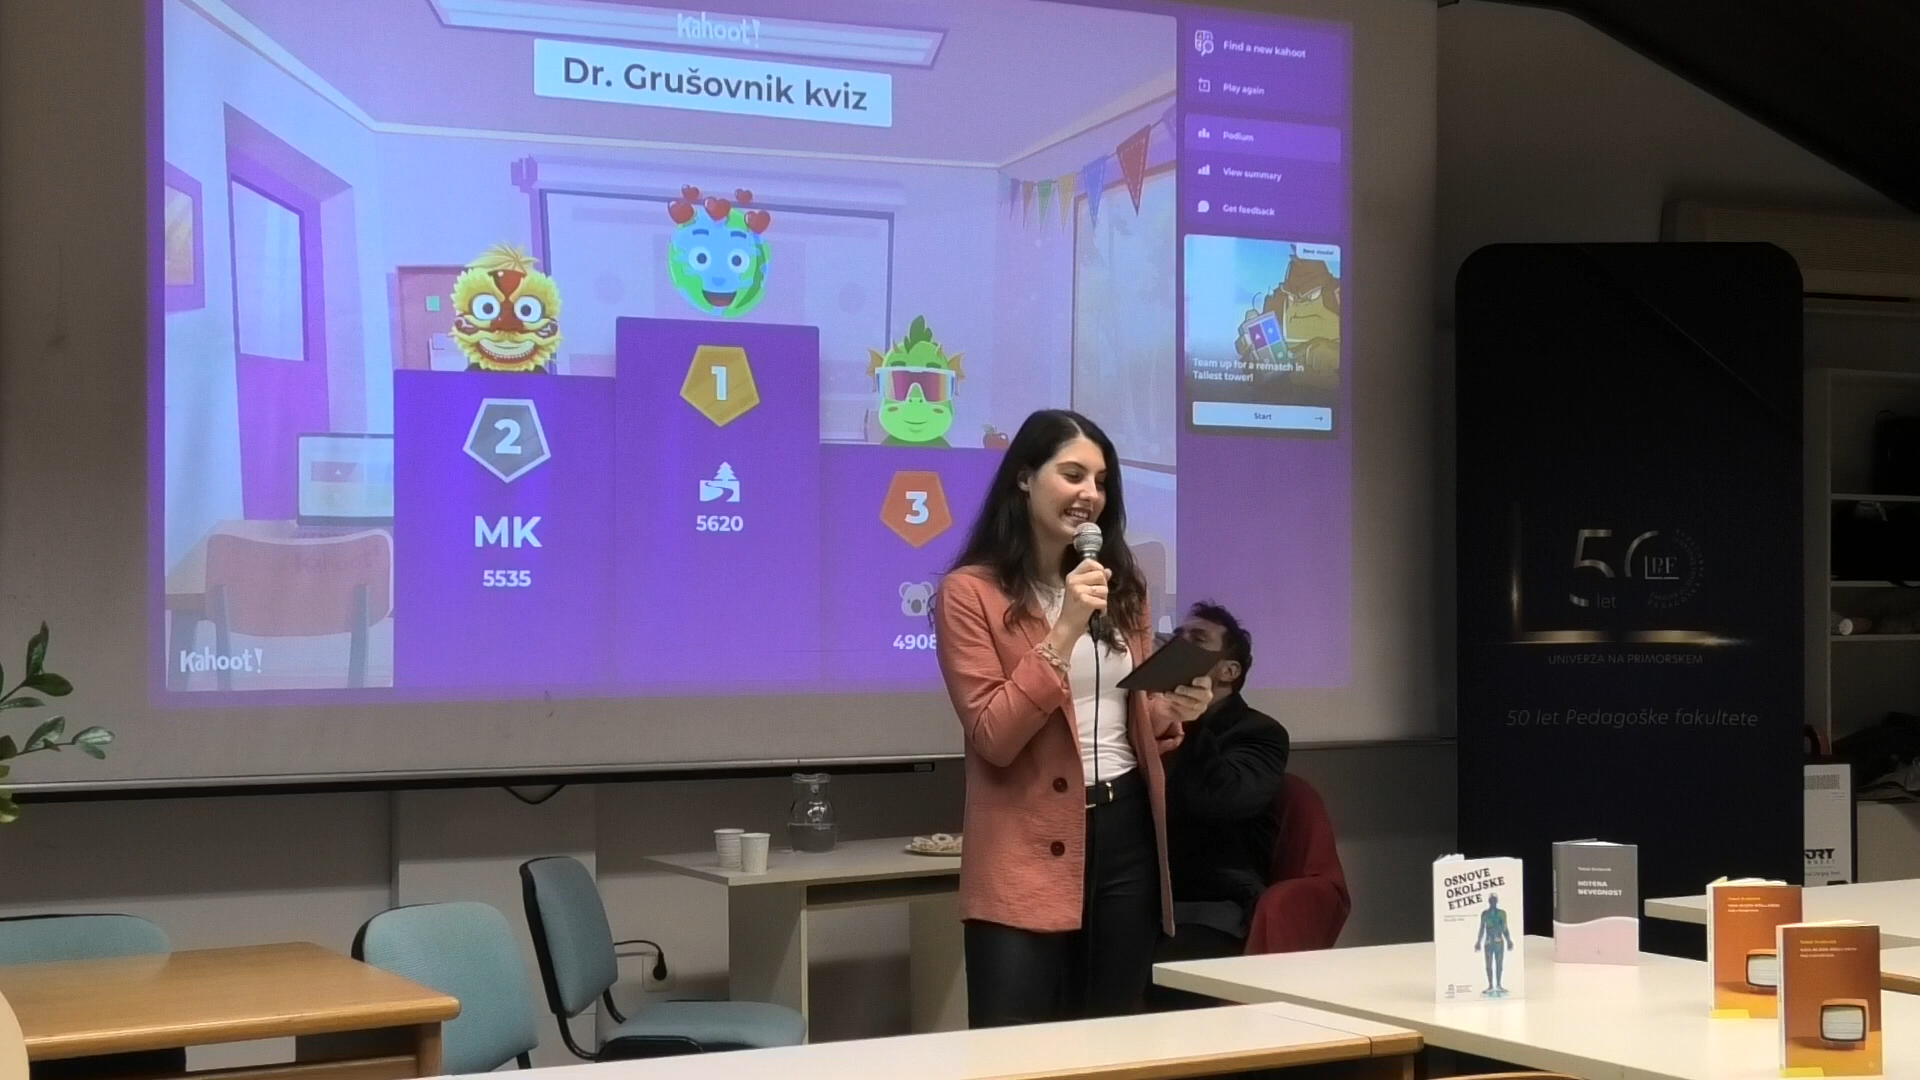 Kahoot!
Dr. Grušovnik kviz
Find a new kahoot
Play again
Podium
View summary
Get feedback
Team up for a rematch in
Tallest tower!
Start
1
5620
2
MK
5535
3
4908
Kahoot!
50
let
PEF
UNIVERZA NA PRIMORSKEM
50 let Pedagoške fakultete
OSNOVE
OKOLJSKE
ETIKE
HOTENA
NEVEDNOST